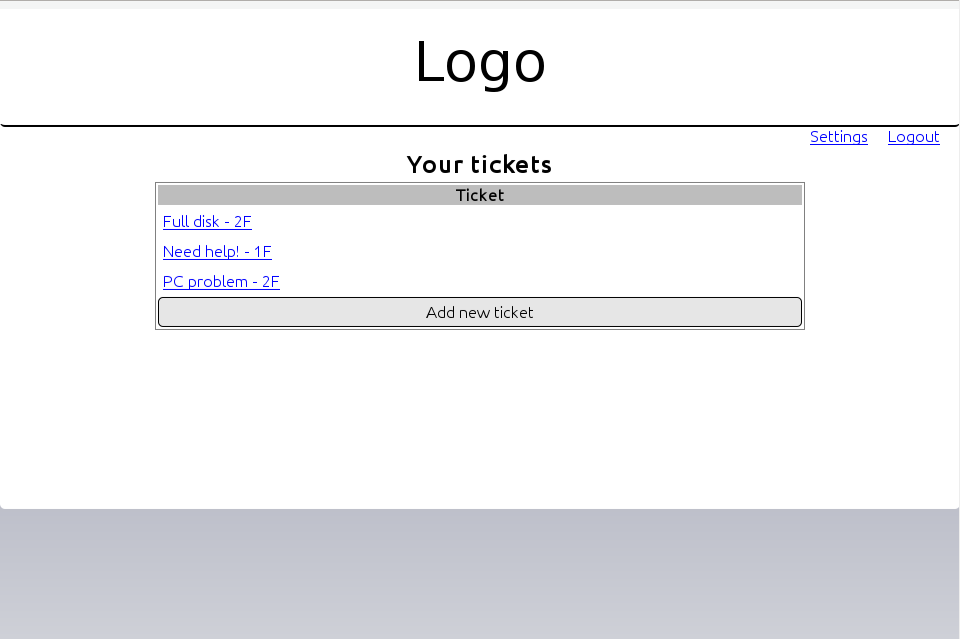 Logo
Settings Logout
Your tickets
Ticket
Full disk - 2F
Need help! - 1F
PC problem - 2F
Add new ticket